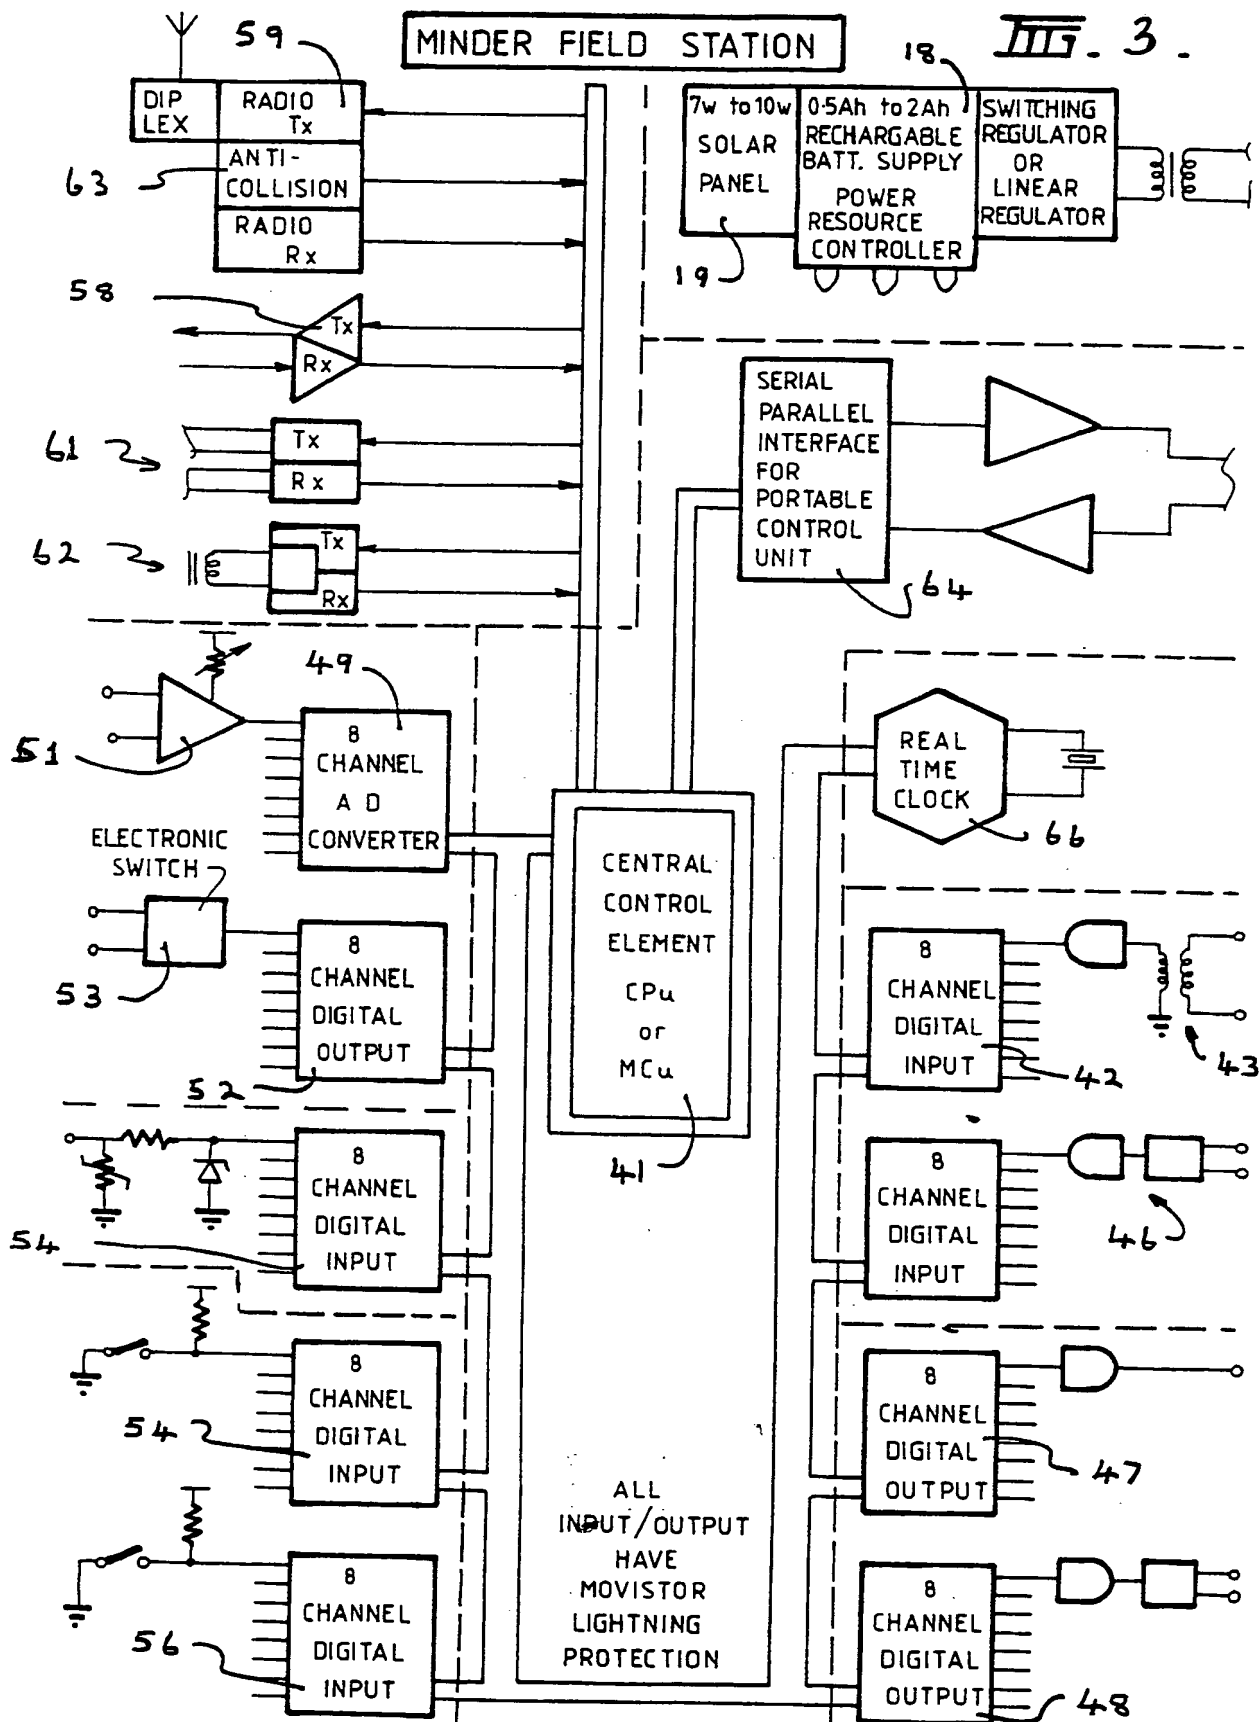 MINDER FIELD STATION
FIG. 3.
59
DIP
LEX
RADIO
Tx
63
ANTI-
COLLISION
RADIO
Rx
18
7w to 10w
SOLAR
PANEL
0·5Ah to 2Ah
RECHARGABLE
BATT. SUPPLY
POWER
RESOURCE
CONTROLLER
SWITCHING
REGULATOR
OR
LINEAR
REGULATOR
19
58
Tx
Rx
61
Tx
Rx
62
Tx
Rx
SERIAL
PARALLEL
INTERFACE
FOR
PORTABLE
CONTROL
UNIT
64
51
49
8
CHANNEL
A D
CONVERTER
REAL
TIME
CLOCK
66
ELECTRONIC
SWITCH
53
8
CHANNEL
DIGITAL
OUTPUT
52
CENTRAL
CONTROL
ELEMENT
CPu
or
MCu
41
8
CHANNEL
DIGITAL
INPUT
42
43
8
CHANNEL
DIGITAL
INPUT
54
8
CHANNEL
DIGITAL
INPUT
46
8
CHANNEL
DIGITAL
INPUT
54
8
CHANNEL
DIGITAL
OUTPUT
47
8
CHANNEL
DIGITAL
INPUT
56
ALL
INPUT/OUTPUT
HAVE
MOVISTOR
LIGHTNING
PROTECTION
8
CHANNEL
DIGITAL
OUTPUT
48